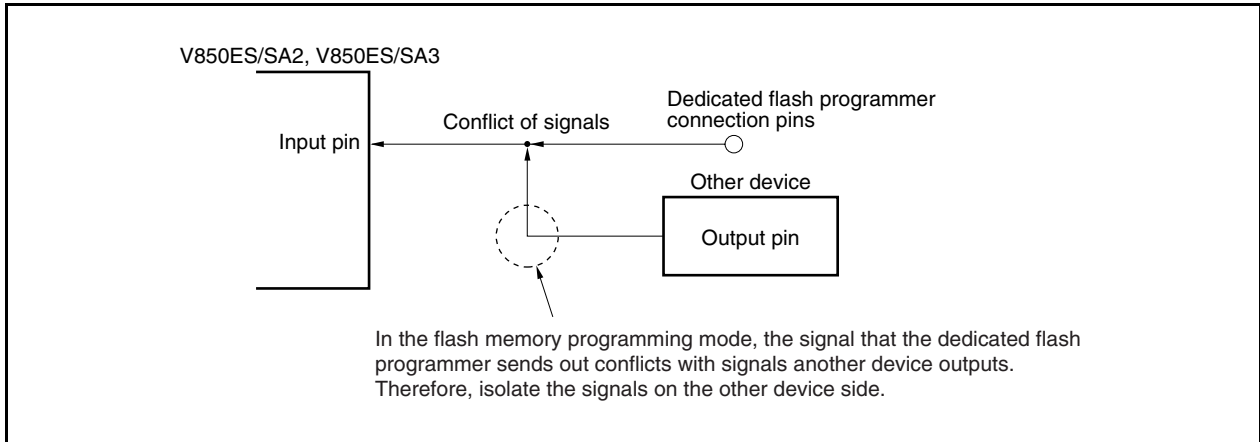 V850ES/SA2, V850ES/SA3
Input pin
Conflict of signals
Dedicated flash programmer
connection pins
Other device
Output pin
In the flash memory programming mode, the signal that the dedicated flash
programmer sends out conflicts with signals another device outputs.
Therefore, isolate the signals on the other device side.